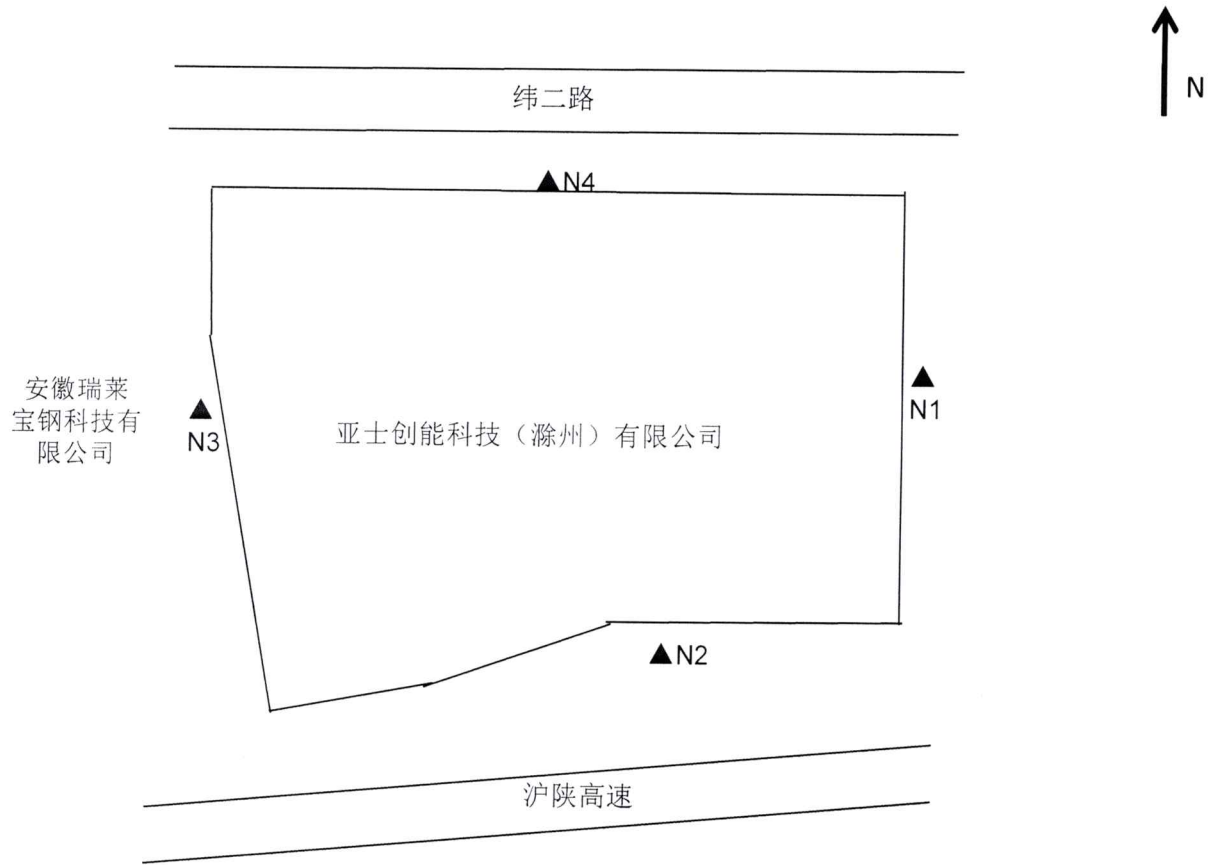 N
纬二路
▲N4
安徽瑞莱
宝钢科技有
限公司
▲
N3
亚士创能科技（滁州）有限公司
▲
N1
▲N2
沪陕高速